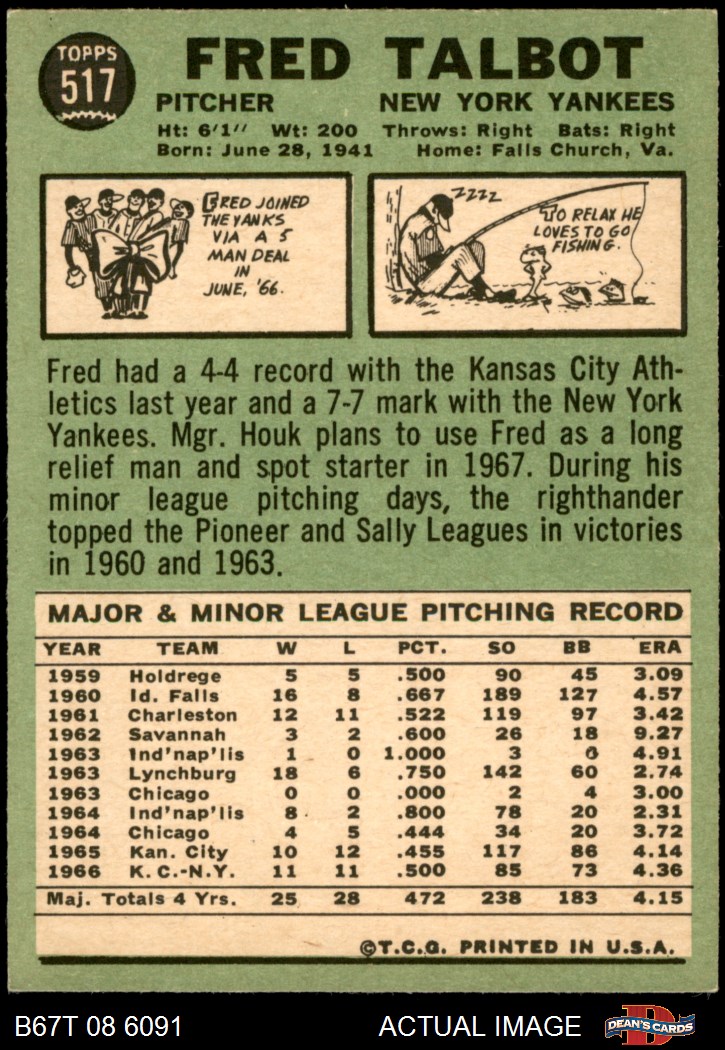 TOPPS
517
FRED TALBOT
PITCHER NEW YORK YANKEES
Ht: 6'1" Wt: 200 Throws: Right Bats: Right
Born: June 28, 1941 Home: Falls Church, Va.
FRED JOINED
THE YANKS
VIA A 5
MAN DEAL
IN
JUNE, '66.
ZZZZ
TO RELAX HE
LOVES TO GO
FISHING.
Fred had a 4-4 record with the Kansas City Ath-
letics last year and a 7-7 mark with the New York
Yankees. Mgr. Houk plans to use Fred as a long
relief man and spot starter in 1967. During his
minor league pitching days, the righthander
topped the Pioneer and Sally Leagues in victories
in 1960 and 1963.
MAJOR & MINOR LEAGUE PITCHING RECORD
YEAR TEAM W L PCT. SO BB ERA
1959 Holdrege 5 5 .500 90 45 3.09
1960 Id. Falls 16 8 .667 189 127 4.57
1961 Charleston 12 11 .522 119 97 3.42
1962 Savannah 3 2 .600 26 18 9.27
1963 Ind'nap'lis 1 0 1.000 3 6 4.91
1963 Lynchburg 18 6 .750 142 60 2.74
1963 Chicago 0 0 .000 2 4 3.00
1964 Ind'nap'lis 8 2 .800 78 20 2.31
1964 Chicago 4 5 .444 34 20 3.72
1965 Kan. City 10 12 .455 117 86 4.14
1966 K.C.-N.Y. 11 11 .500 85 73 4.36
Maj. Totals 4 Yrs. 25 28 .472 238 183 4.15
©T.C.G. PRINTED IN U.S.A.
B67T 08 6091 ACTUAL IMAGE
D
DEAN'S CARDS